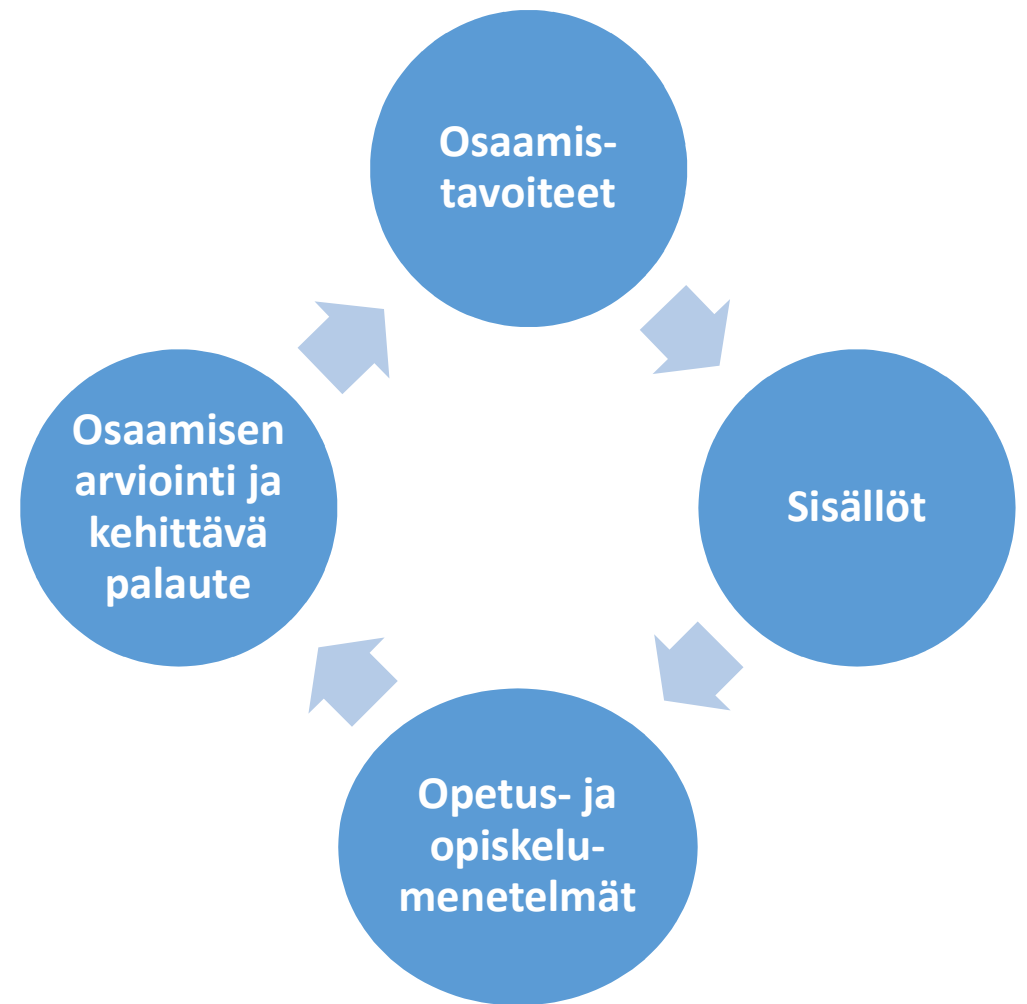 Osaamis-
tavoiteet
Sisällöt
Opetus- ja
opiskelu-
menetelmät
Osaamisen
arviointi ja
kehittävä
palaute